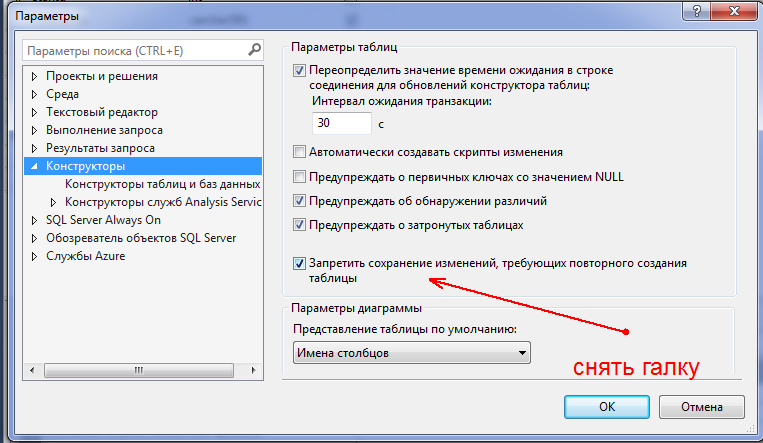 Параметры
Параметры поиска (CTRL+E)
Проекты и решения
Среда
Текстовый редактор
Выполнение запроса
Результаты запроса
Конструкторы
Конструкторы таблиц и баз данных
Конструкторы служб Analysis Servic
SQL Server Always On
Обозреватель объектов SQL Server
Службы Azure
Параметры таблиц
Переопределить значение времени ожидания в строке
соединения для обновлений конструктора таблиц:
Интервал ожидания транзакции:
30 с
Автоматически создавать скрипты изменения
Предупреждать о первичных ключах со значением NULL
Предупреждать об обнаружении различий
Предупреждать о затронутых таблицах
Запретить сохранение изменений, требующих повторного создания
таблицы
Параметры диаграммы
Представление таблицы по умолчанию:
Имена столбцов
снять галку
OK
Отмена